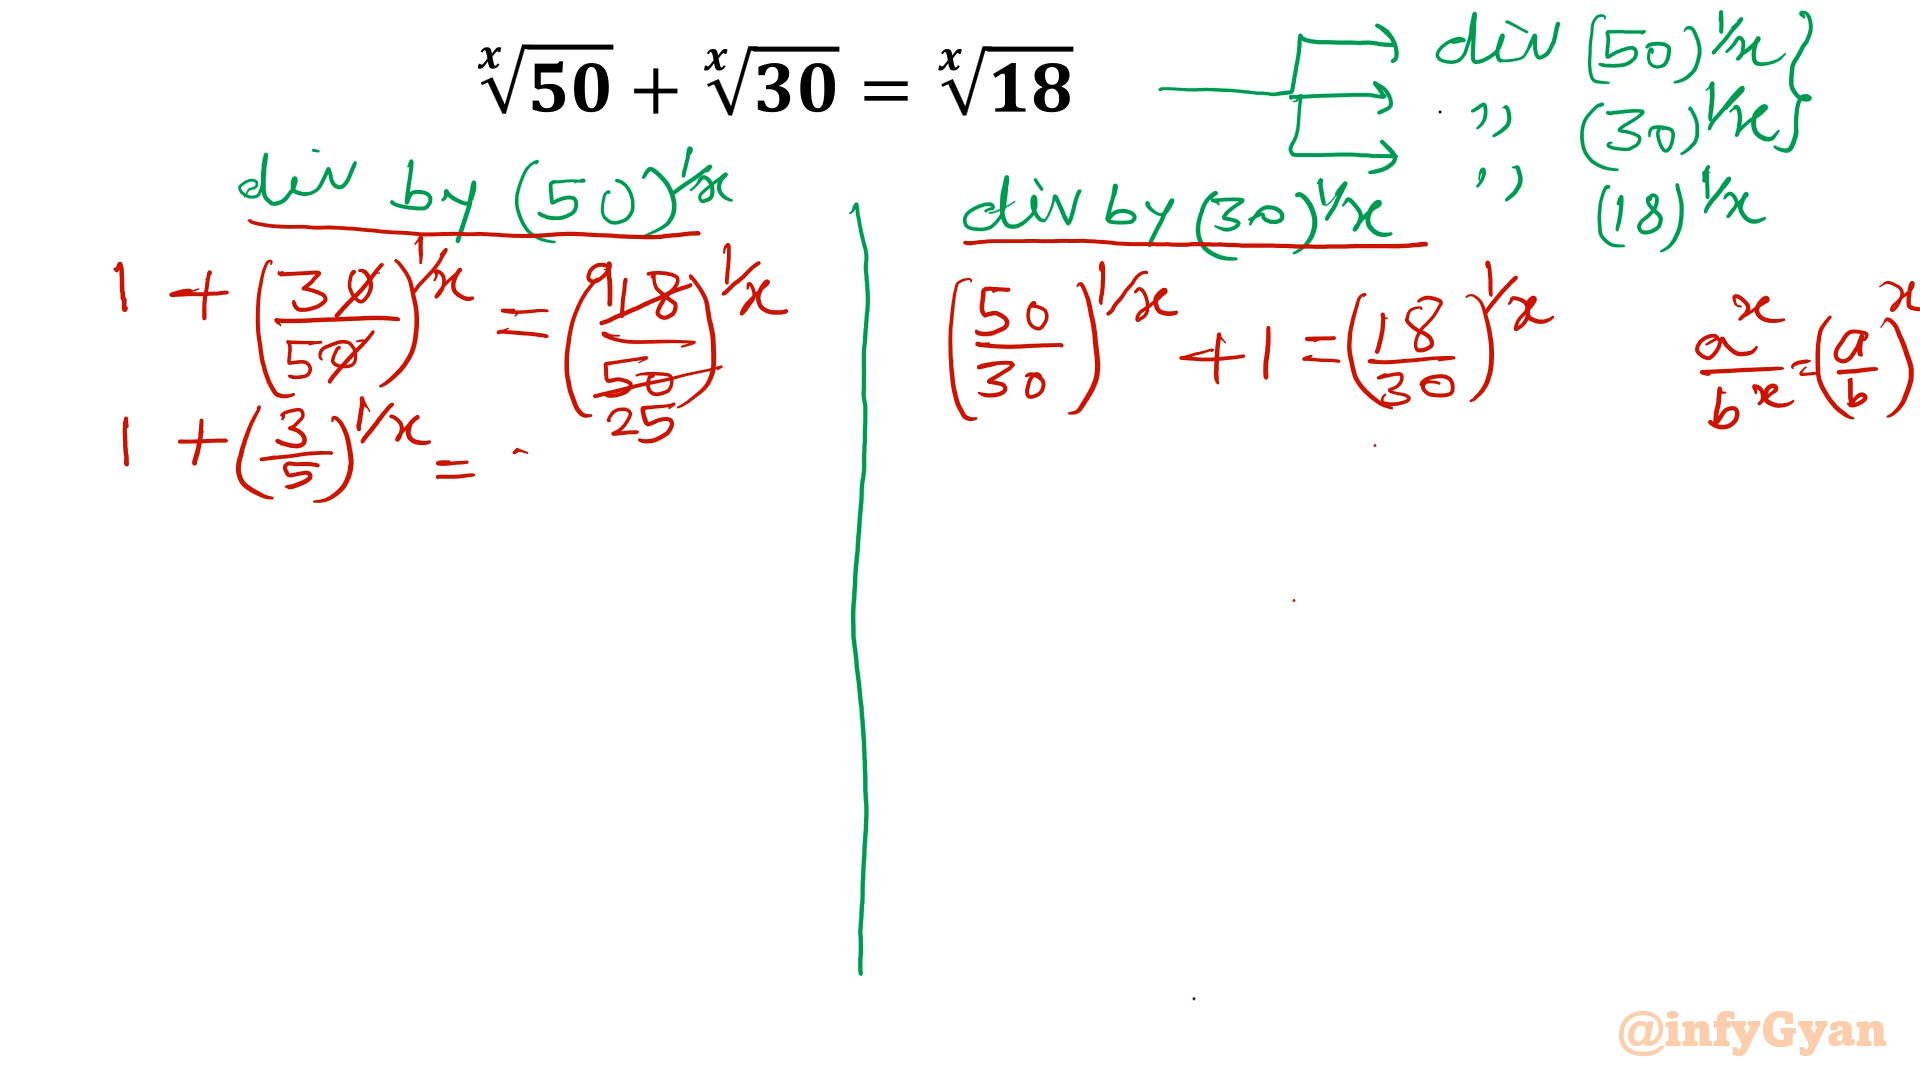 ˣ√50 + ˣ√30 = ˣ√18
div (50)^1/x
,, (30)^1/x
,, (18)^1/x
div by (50)^1/x
1 + (30/50)^1/x = (9 18/50 25)^1/x
1 + (3/5)^1/x =
div by (30)^1/x
(50/30)^1/x + 1 = (18/30)^1/x
a^x/b^x = (a/b)^x
@infyGyan